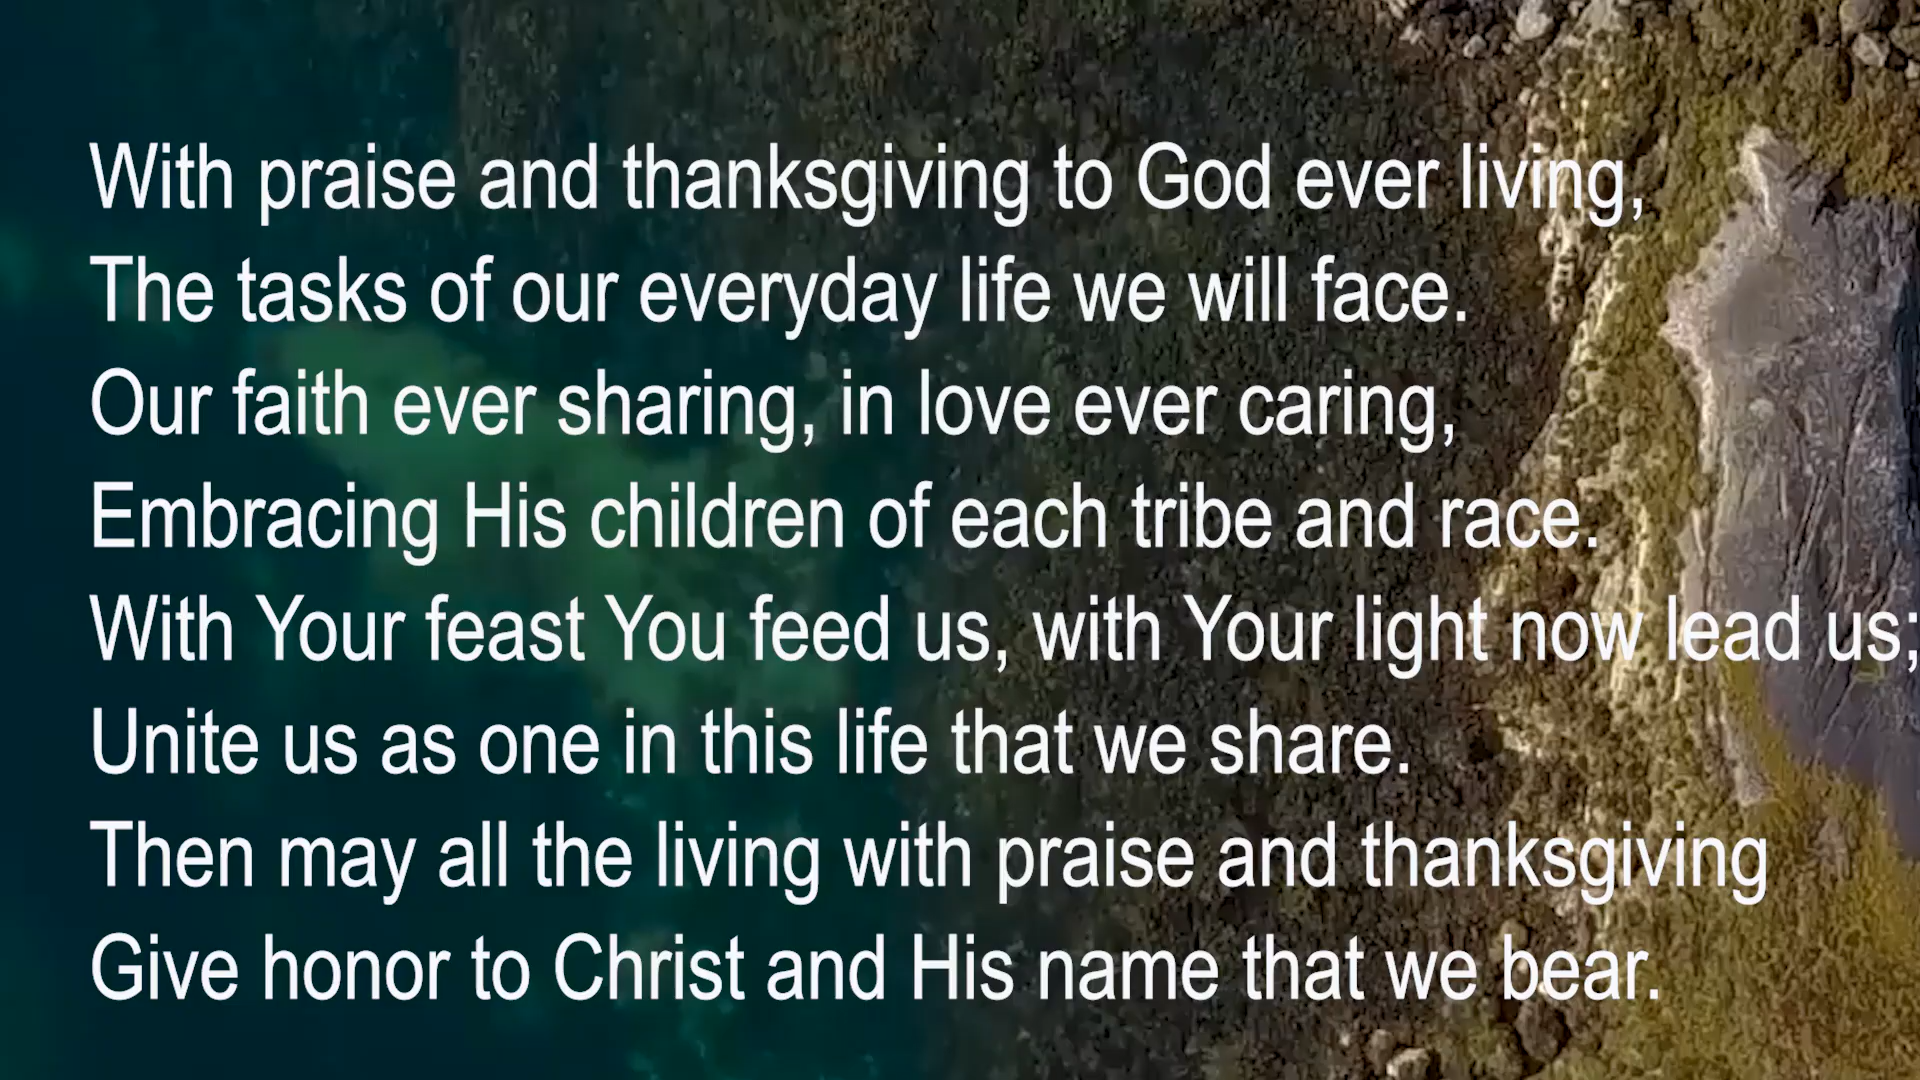 With praise and thanksgiving to God ever living,
The tasks of our everyday life we will face.
Our faith ever sharing, in love ever caring,
Embracing His children of each tribe and race.
With Your feast You feed us, with Your light now lead us;
Unite us as one in this life that we share.
Then may all the living with praise and thanksgiving
Give honor to Christ and His name that we bear.